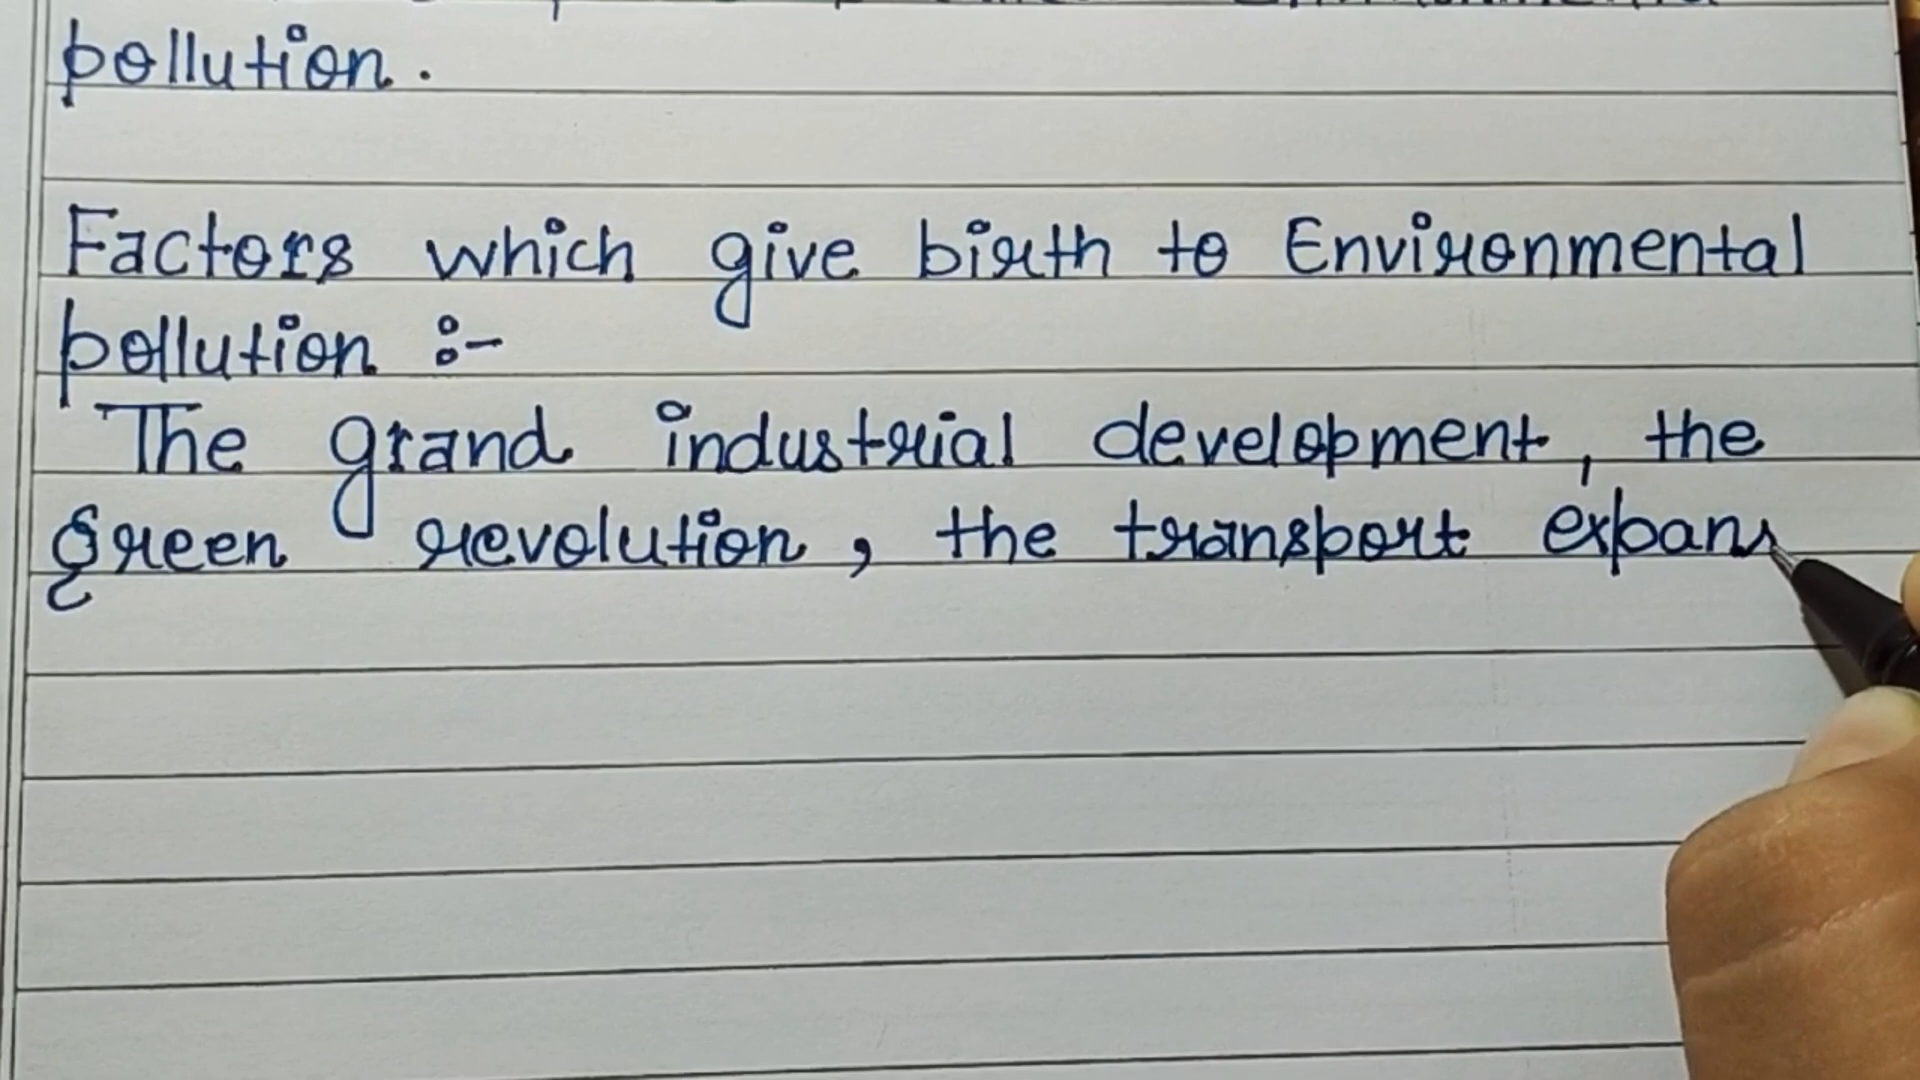 pollution.
Factors which give birth to Environmental
pollution :-
The grand industrial development, the
green revolution, the transport expans